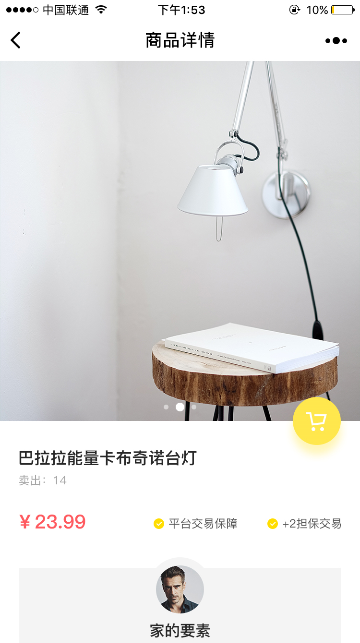 中国联通 下午1:53 10%
商品详情
巴拉拉能量卡布奇诺台灯
卖出：14
¥23.99 平台交易保障 +2担保交易
家的要素